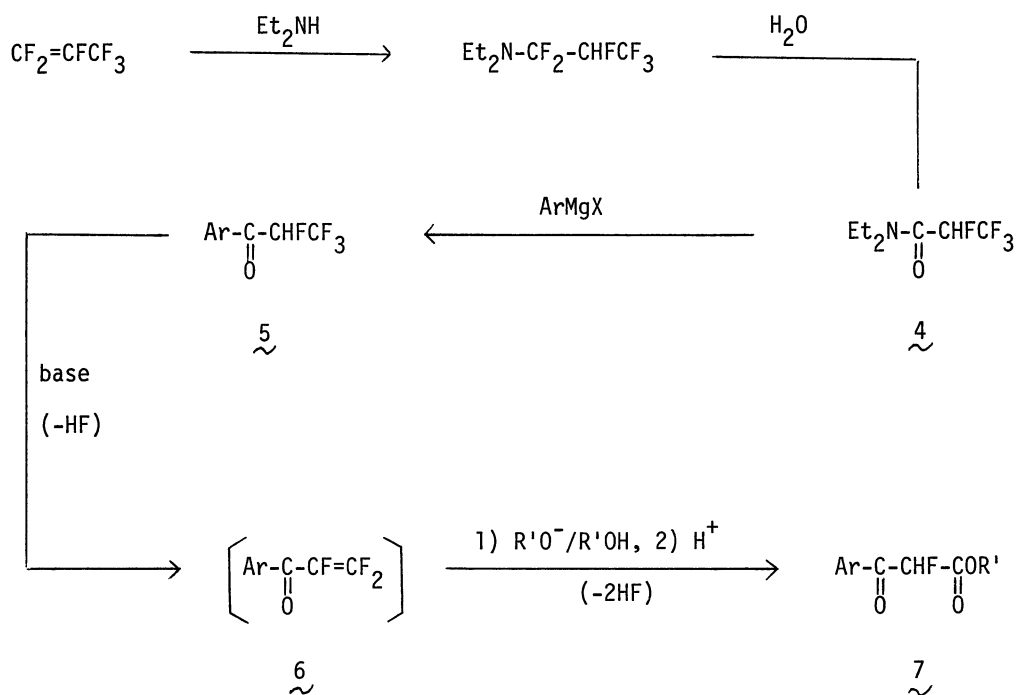 CF2=CFCF3
Et2NH
Et2N-CF2-CHFCF3
H2O
Et2N-C-CHFCF3
O
4
ArMgX
Ar-C-CHFCF3
O
5
base
(-HF)
Ar-C-CF=CF2
O
6
1) R'O-/R'OH, 2) H+
(-2HF)
Ar-C-CHF-COR'
O O
7